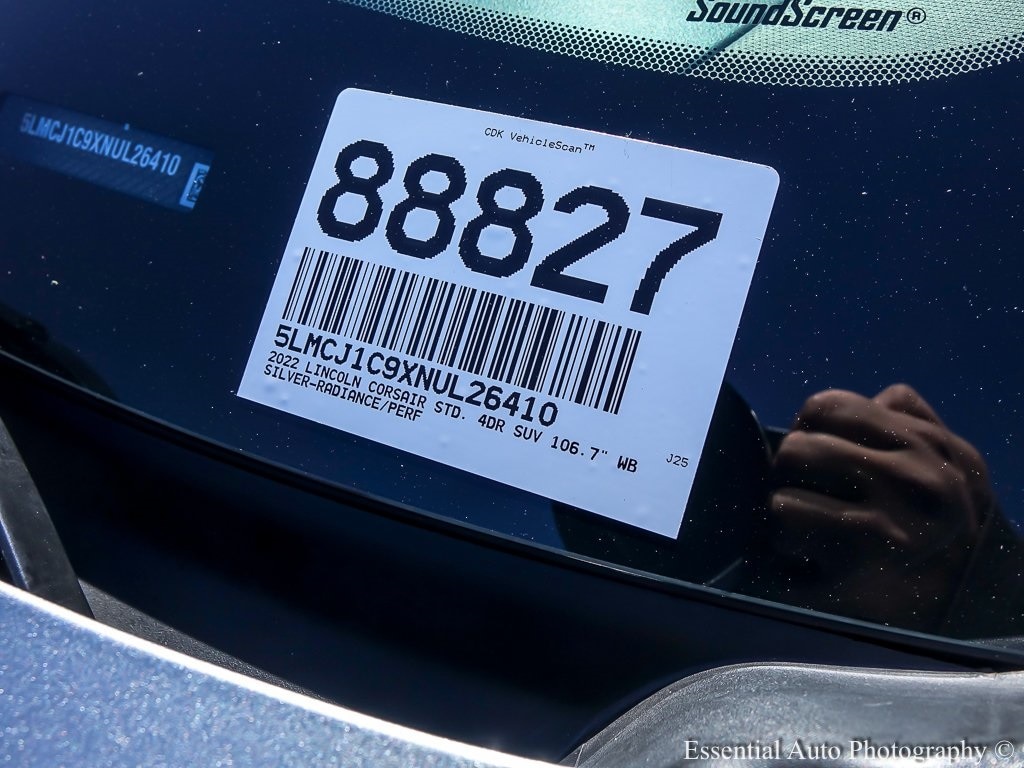 SoundScreen®
5LMCJ1C9XNUL26410
CDK VehicleScan™
88827
5LMCJ1C9XNUL26410
2022 LINCOLN CORSAIR STD. 4DR SUV 106.7" WB
SILVER-RADIANCE/PERF
J25
Essential Auto Photography ©